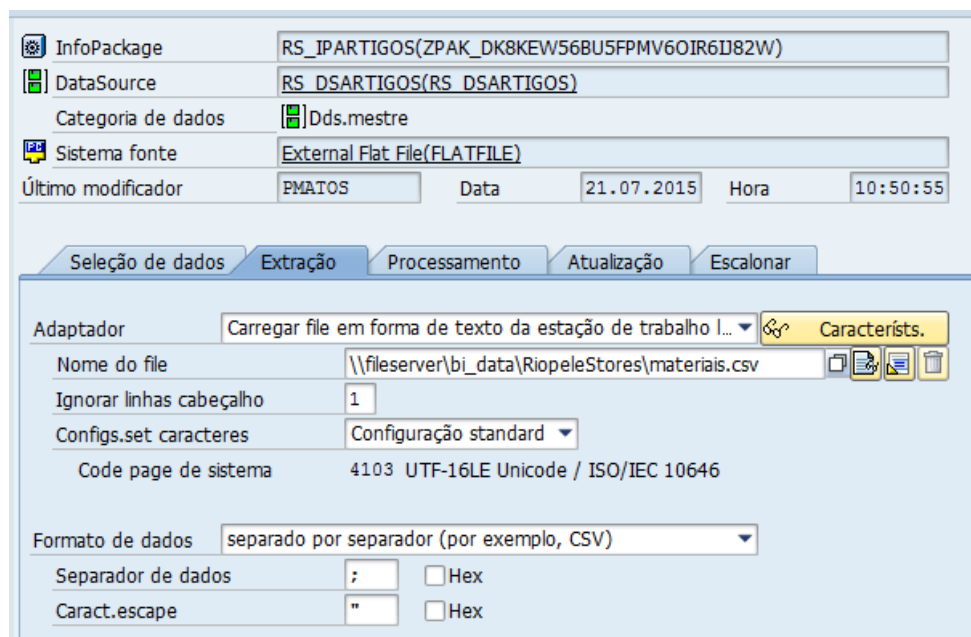 InfoPackage RS_IPARTIGOS(ZPAK_DK8KEW56BU5FPMV6OIR6IJ82W)
DataSource RS_DSARTIGOS(RS_DSARTIGOS)
Categoria de dados Dds.mestre
Sistema fonte External Flat File(FLATFILE)
Último modificador PMATOS Data 21.07.2015 Hora 10:50:55
Seleção de dados Extração Processamento Atualização Escalonar
Adaptador Carregar file em forma de texto da estação de trabalho l... Característs.
Nome do file \\fileserver\bi_data\RiopeleStores\materiais.csv
Ignorar linhas cabeçalho 1
Configs.set caracteres Configuração standard
Code page de sistema 4103 UTF-16LE Unicode / ISO/IEC 10646
Formato de dados separado por separador (por exemplo, CSV)
Separador de dados ; Hex
Caract.escape " Hex